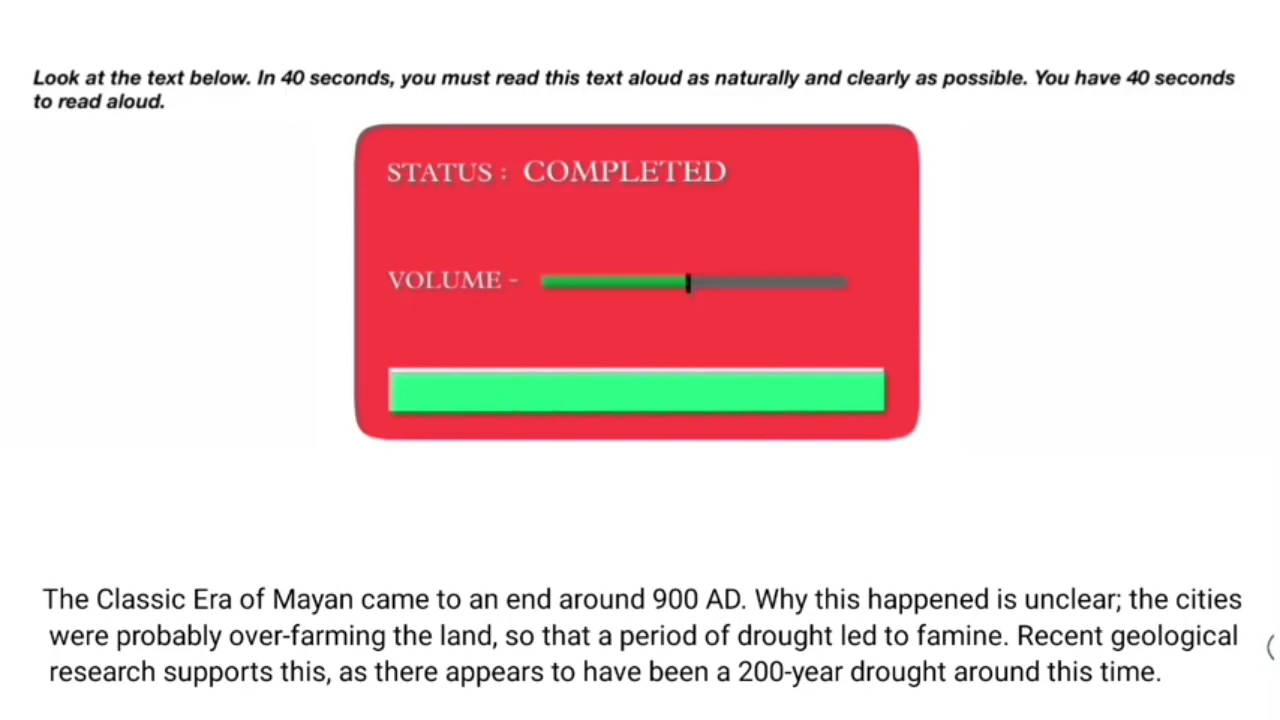 Look at the text below. In 40 seconds, you must read this text aloud as naturally and clearly as possible. You have 40 seconds
to read aloud.
STATUS : COMPLETED
VOLUME -
The Classic Era of Mayan came to an end around 900 AD. Why this happened is unclear; the cities
were probably over-farming the land, so that a period of drought led to famine. Recent geological
research supports this, as there appears to have been a 200-year drought around this time.